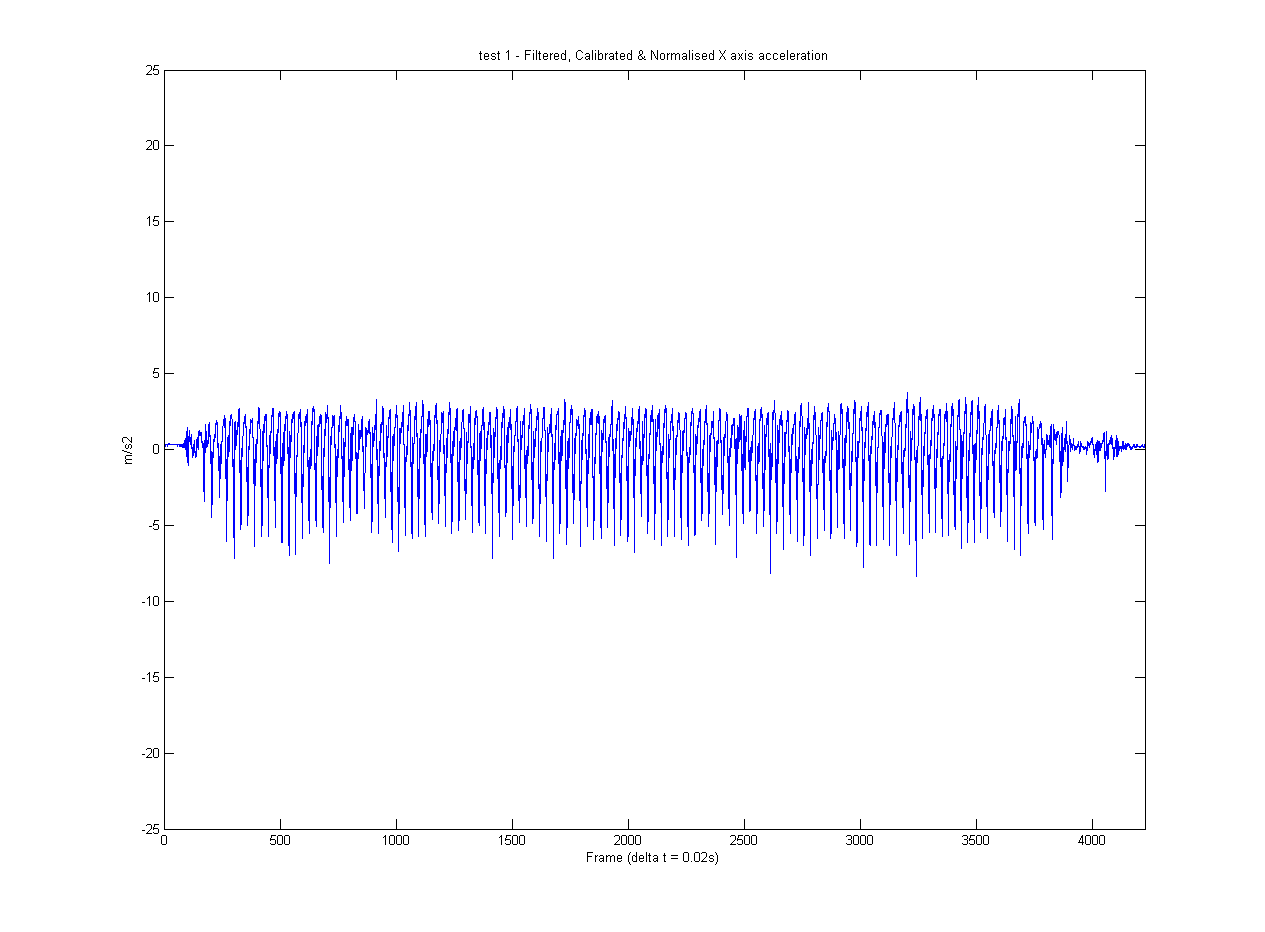 test 1 - Filtered, Calibrated & Normalised X axis acceleration
25
20
15
10
5
0
-5
-10
-15
-20
-25
m/s2
0 500 1000 1500 2000 2500 3000 3500 4000
Frame (delta t = 0.02s)